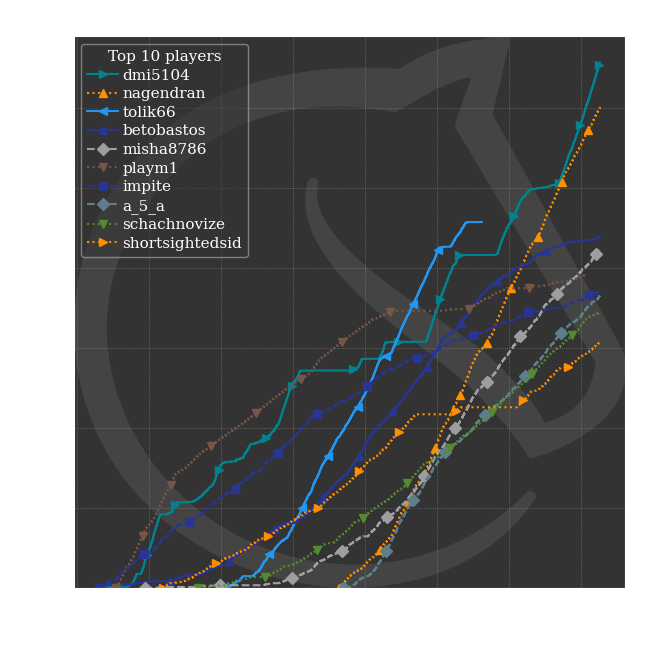 Top 10 players
dmi5104
nagendran
tolik66
betobastos
misha8786
playm1
impite
a_5_a
schachnovize
shortsightedsid